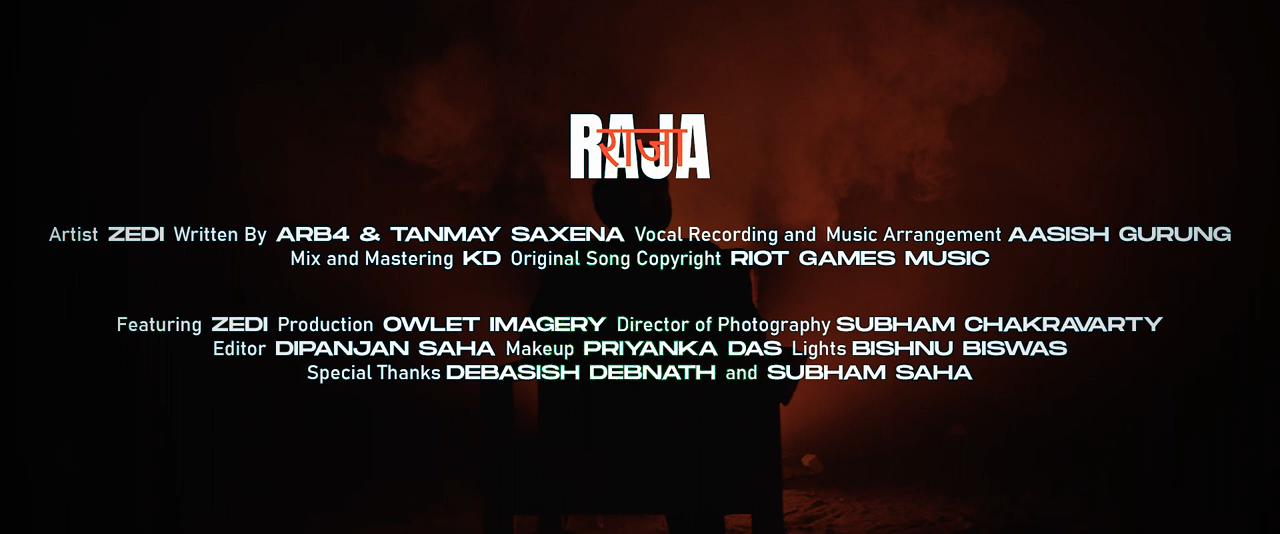 RAJA
राजा
Artist ZEDI Written By ARB4 & TANMAY SAXENA Vocal Recording and Music Arrangement AASISH GURUNG
Mix and Mastering KD Original Song Copyright RIOT GAMES MUSIC
Featuring ZEDI Production OWLET IMAGERY Director of Photography SUBHAM CHAKRAVARTY
Editor DIPANJAN SAHA Makeup PRIYANKA DAS Lights BISHNU BISWAS
Special Thanks DEBASISH DEBNATH and SUBHAM SAHA